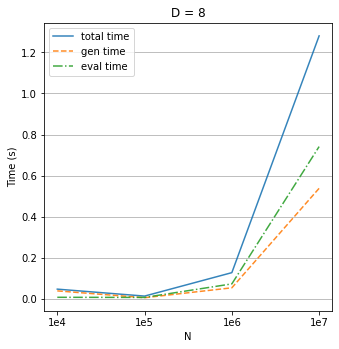 D = 8
total time
gen time
eval time
1.2
1.0
0.8
0.6
0.4
0.2
0.0
Time (s)
1e4 1e5 1e6 1e7
N